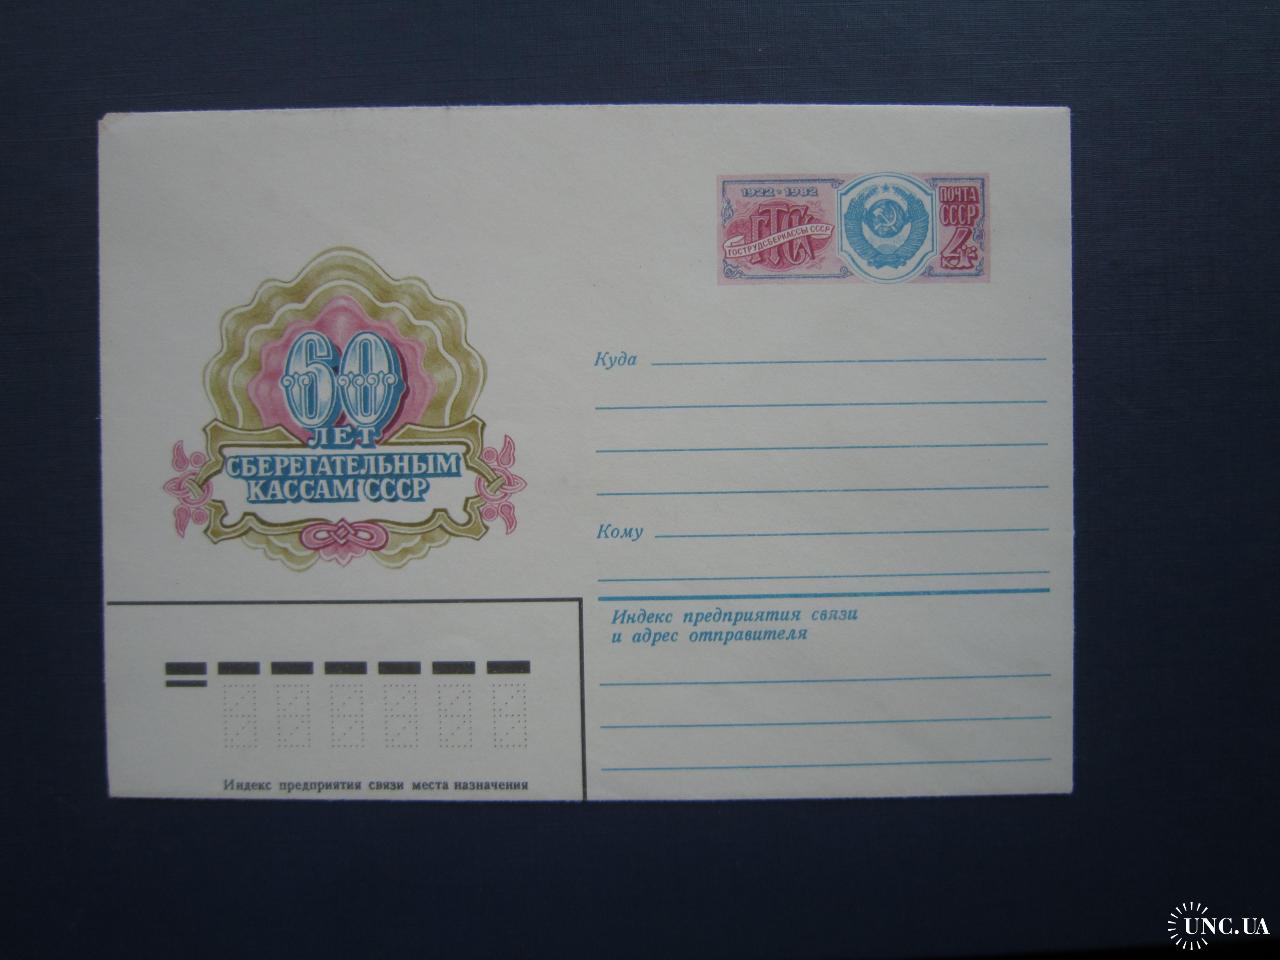 1922 * 1982
ГТСК
ГОСТРУДСБЕРКАССЫ СССР
ПОЧТА
СССР
4к
60
ЛЕТ
СБЕРЕГАТЕЛЬНЫМ
КАССАМ СССР
Куда
Кому
Индекс предприятия связи
и адрес отправителя
Индекс предприятия связи места назначения
UNC.UA